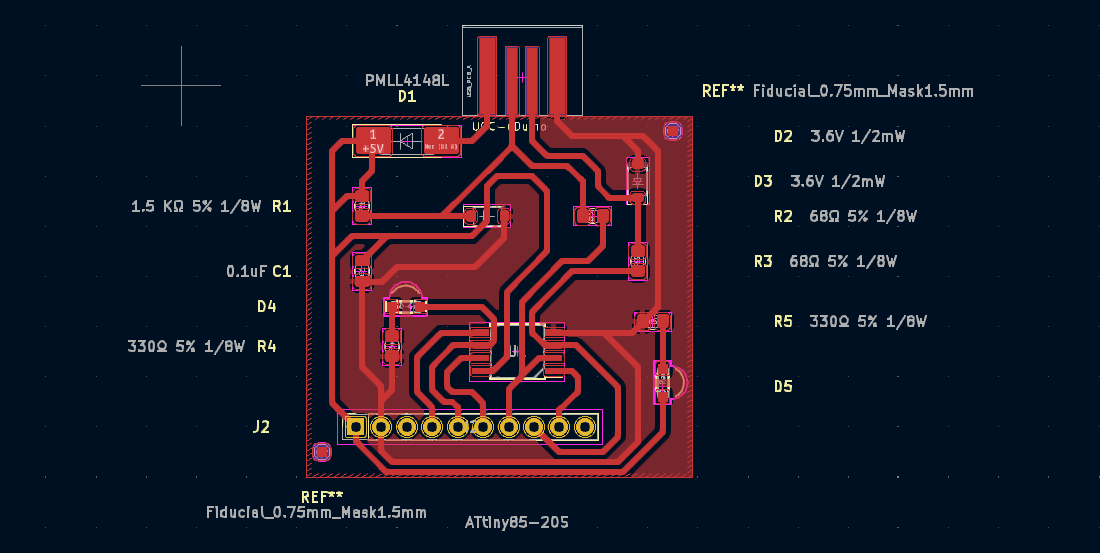 PMLL4148L
D1
REF** Fiducial_0.75mm_Mask1.5mm
D2 3.6V 1/2mW
1
2
+5V
D3 3.6V 1/2mW
1.5 KΩ 5% 1/8W R1
R2 68Ω 5% 1/8W
R3 68Ω 5% 1/8W
0.1uF C1
D4
R5 330Ω 5% 1/8W
330Ω 5% 1/8W R4
D5
J2
REF**
Fiducial_0.75mm_Mask1.5mm
ATtiny85-20S